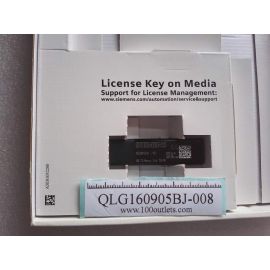 License Key on Media
Support for License Management:
www.siemens.com/automation/service&support
SIEMENS
QLG160905BJ-008
www.100outlets.com